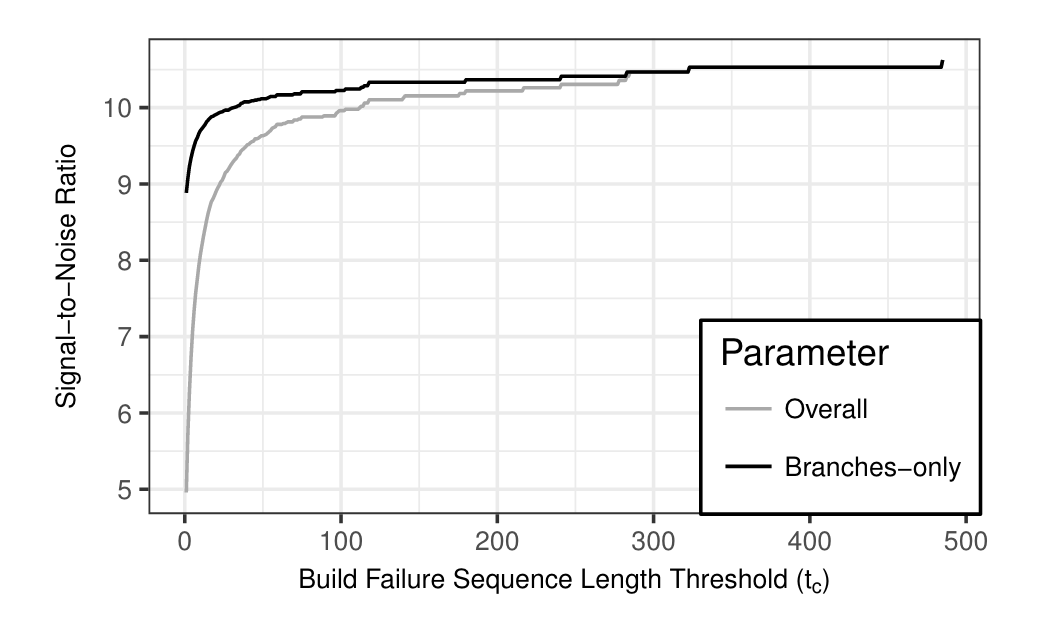 Signal−to−Noise Ratio
10
9
8
7
6
5
Parameter
Overall
Branches−only
0 100 200 300 400 500
Build Failure Sequence Length Threshold (tc)